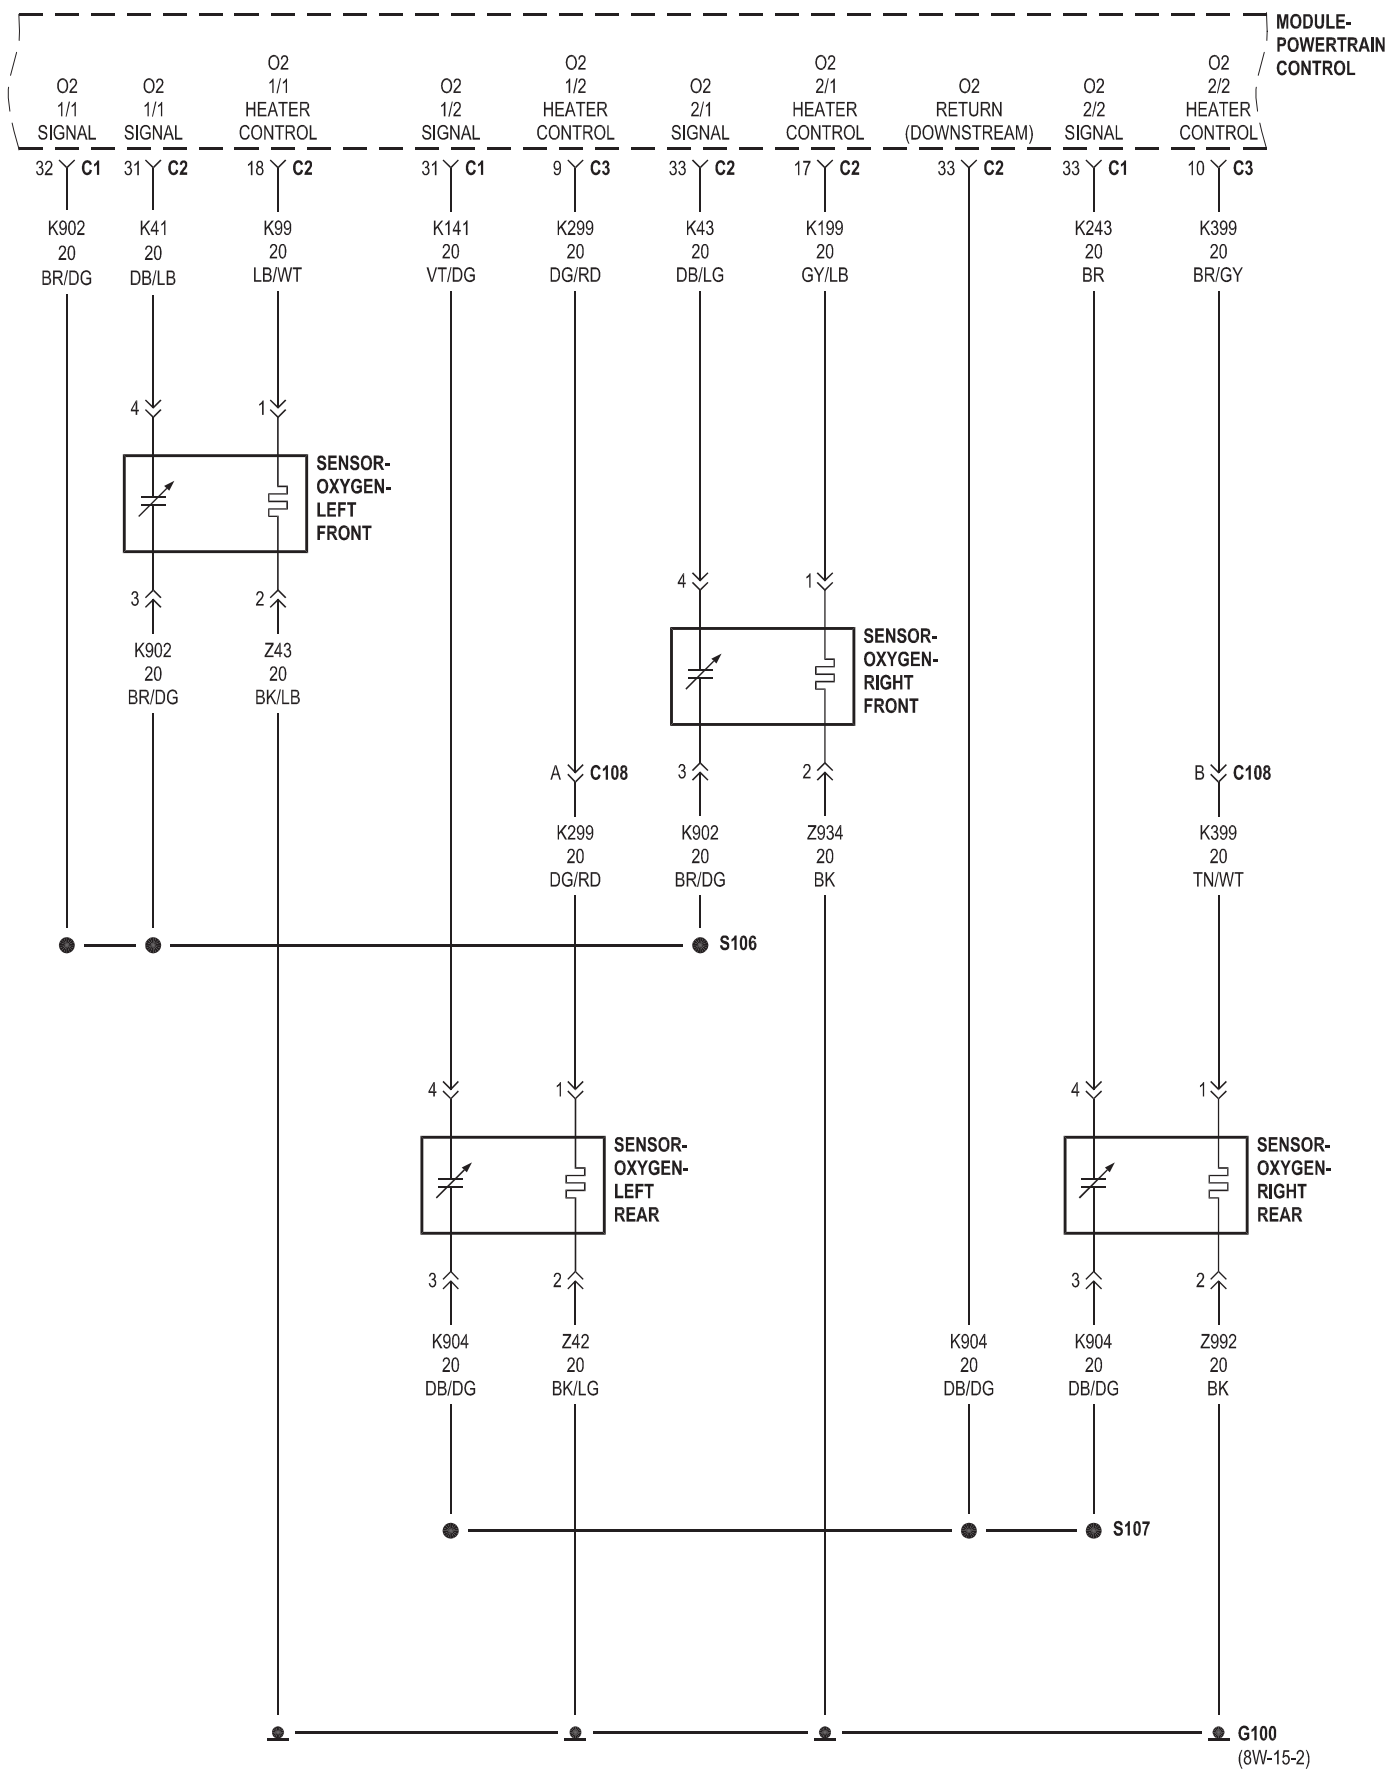 MODULE-
POWERTRAIN
CONTROL
O2
1/1
SIGNAL
O2
1/1
SIGNAL
O2
1/1
HEATER
CONTROL
O2
1/2
SIGNAL
O2
1/2
HEATER
CONTROL
O2
2/1
SIGNAL
O2
2/1
HEATER
CONTROL
O2
RETURN
(DOWNSTREAM)
O2
2/2
SIGNAL
O2
2/2
HEATER
CONTROL
32 C1
31 C2
18 C2
31 C1
9 C3
33 C2
17 C2
33 C2
33 C1
10 C3
K902
20
BR/DG
K41
20
DB/LB
K99
20
LB/WT
K141
20
VT/DG
K299
20
DG/RD
K43
20
DB/LG
K199
20
GY/LB
K243
20
BR
K399
20
BR/GY
4
1
SENSOR-
OXYGEN-
LEFT
FRONT
3
2
K902
20
BR/DG
Z43
20
BK/LB
4
1
SENSOR-
OXYGEN-
RIGHT
FRONT
A C108
3
2
B C108
K299
20
DG/RD
K902
20
BR/DG
Z934
20
BK
K399
20
TN/WT
S106
4
1
SENSOR-
OXYGEN-
LEFT
REAR
4
1
SENSOR-
OXYGEN-
RIGHT
REAR
3
2
3
2
K904
20
DB/DG
Z42
20
BK/LG
K904
20
DB/DG
K904
20
DB/DG
Z992
20
BK
S107
G100
(8W-15-2)